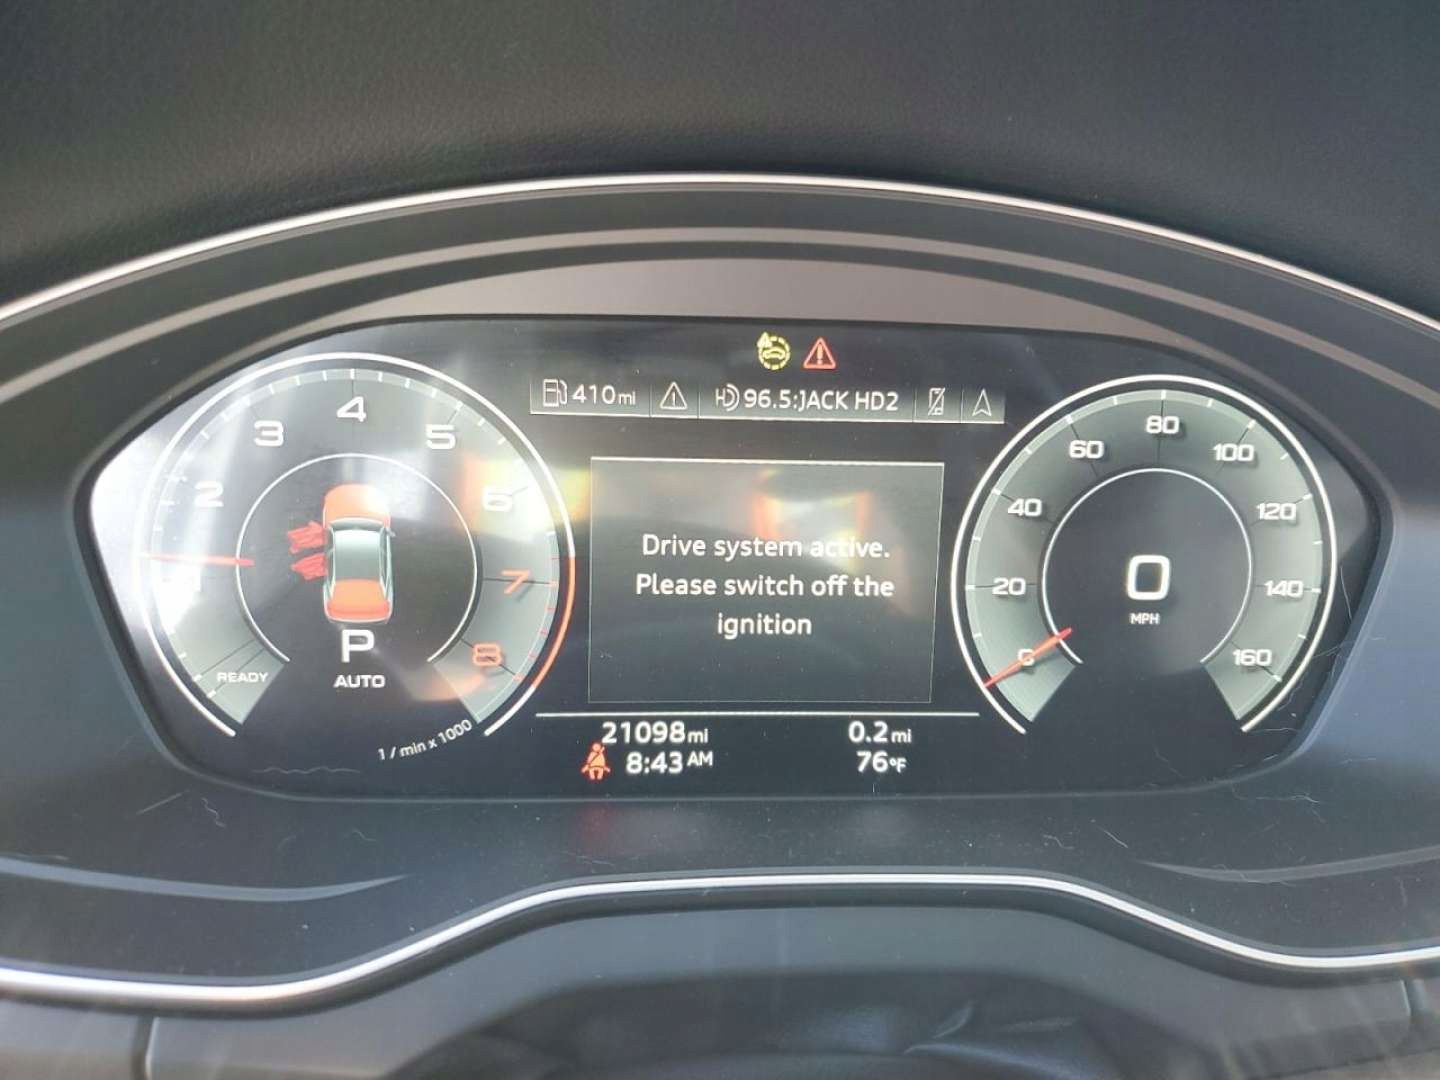 410mi
HD 96.5:JACK HD2
1
2
3
4
5
6
7
8
READY
P
AUTO
1 / min x 1000
Drive system active.
Please switch off the
ignition
0
20
40
60
80
100
120
140
160
0
MPH
21098mi
0.2mi
8:43AM
76°F